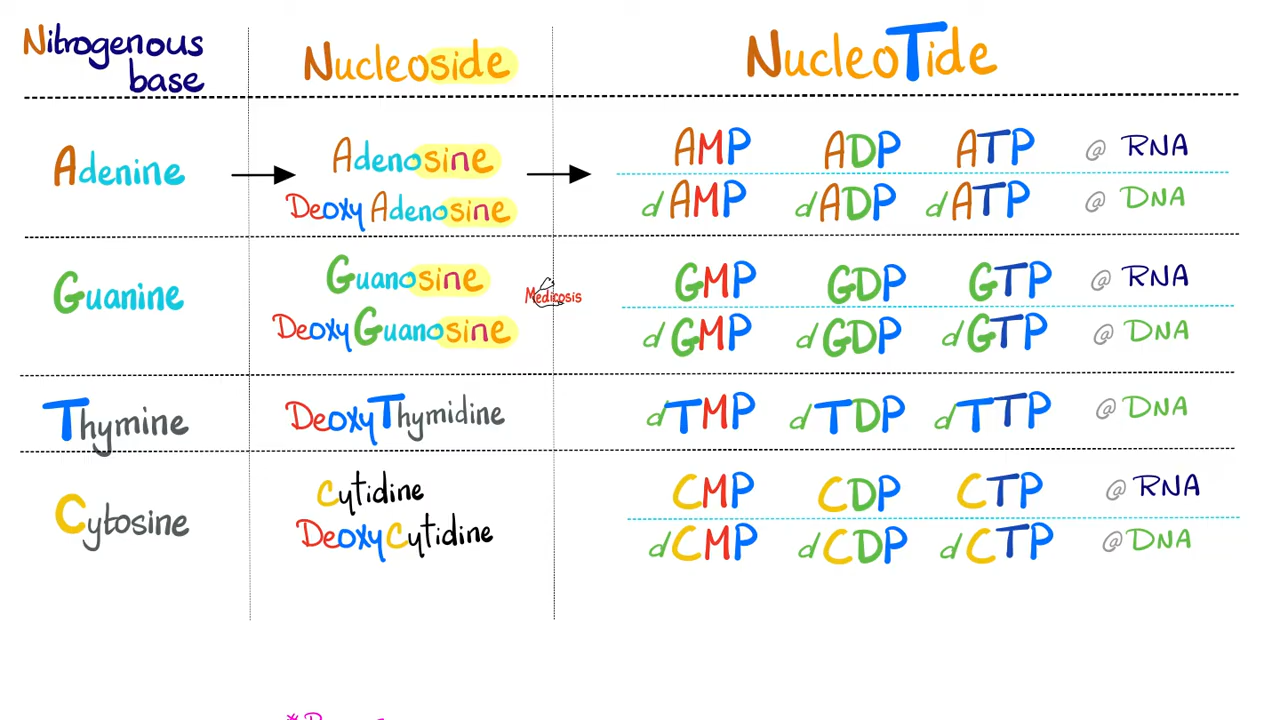 Nitrogenous base
Nucleoside
NucleoTide
Adenine
Adenosine
DeoxyAdenosine
AMP ADP ATP @ RNA
dAMP dADP dATP @ DNA
Guanine
Guanosine
DeoxyGuanosine
Medicosis
GMP GDP GTP @ RNA
dGMP dGDP dGTP @ DNA
Thymine
DeoxyThymidine
dTMP dTDP dTTP @ DNA
Cytosine
Cytidine
DeoxyCytidine
CMP CDP CTP @ RNA
dCMP dCDP dCTP @ DNA